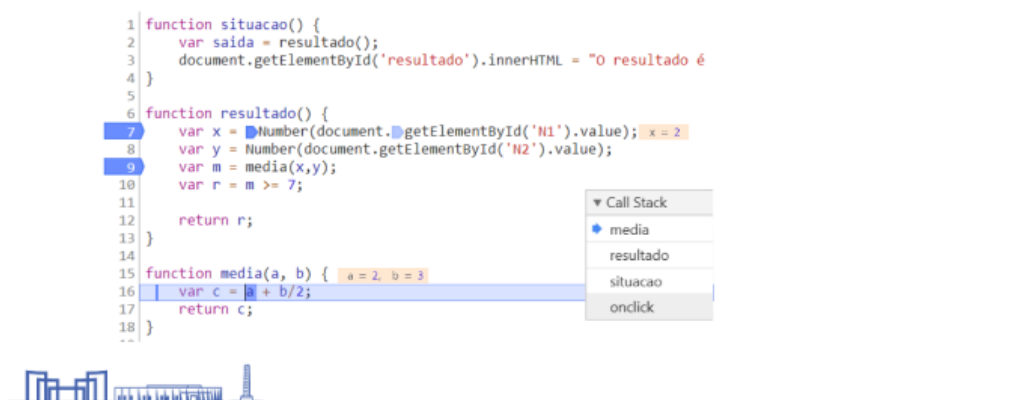 1 function situacao() {
2 var saida = resultado();
3 document.getElementById('resultado').innerHTML = "O resultado é
4 }
5
6 function resultado() {
7 var x = Number(document.getElementById('N1').value); x = 2
8 var y = Number(document.getElementById('N2').value);
9 var m = media(x,y);
10 var r = m >= 7;
11
12 return r;
13 }
14
15 function media(a, b) { a = 2, b = 3
16 var c = a + b/2;
17 return c;
18 }
▼ Call Stack
media
resultado
situacao
onclick